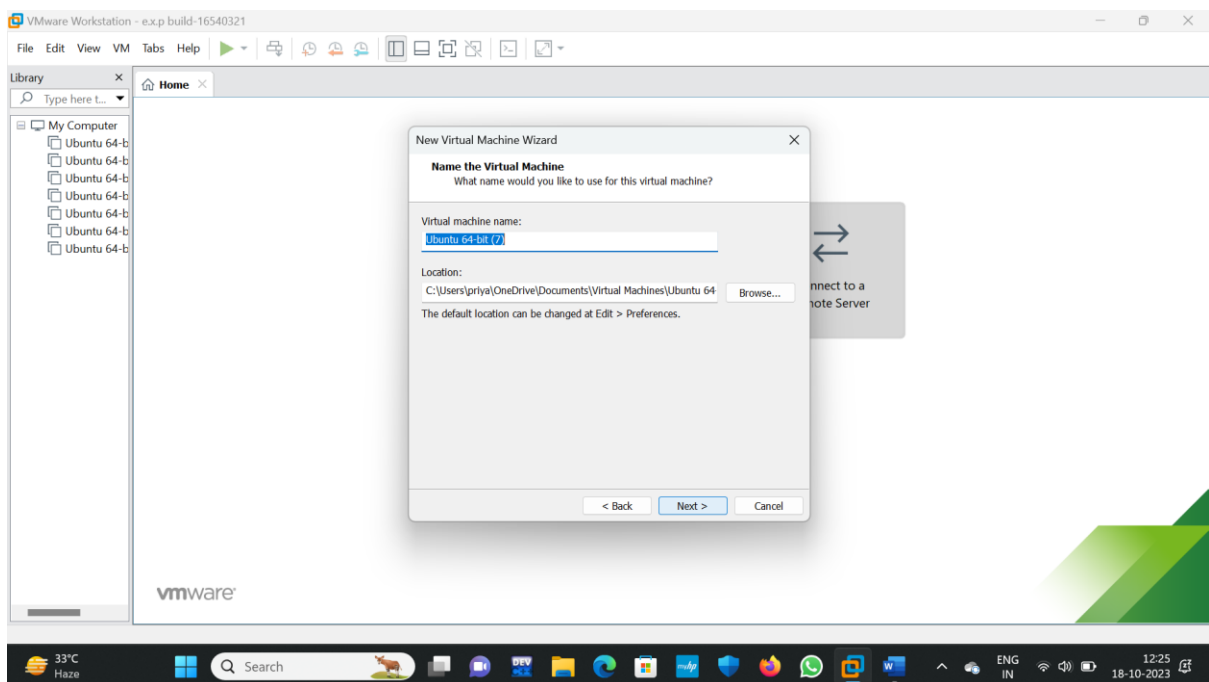 VMware Workstation - e.x.p build-16540321
File Edit View VM Tabs Help
Library
Type here t...
Home
My Computer
Ubuntu 64-b
Ubuntu 64-b
Ubuntu 64-b
Ubuntu 64-b
Ubuntu 64-b
Ubuntu 64-b
Ubuntu 64-b
New Virtual Machine Wizard
Name the Virtual Machine
What name would you like to use for this virtual machine?
Virtual machine name:
Ubuntu 64-bit (7)
Location:
C:\Users\priya\OneDrive\Documents\Virtual Machines\Ubuntu 64-
Browse...
The default location can be changed at Edit > Preferences.
< Back Next > Cancel
nnect to a
note Server
vmware
33°C
Haze
Search
DEV
mhp
W
ENG
IN
12:25
18-10-2023